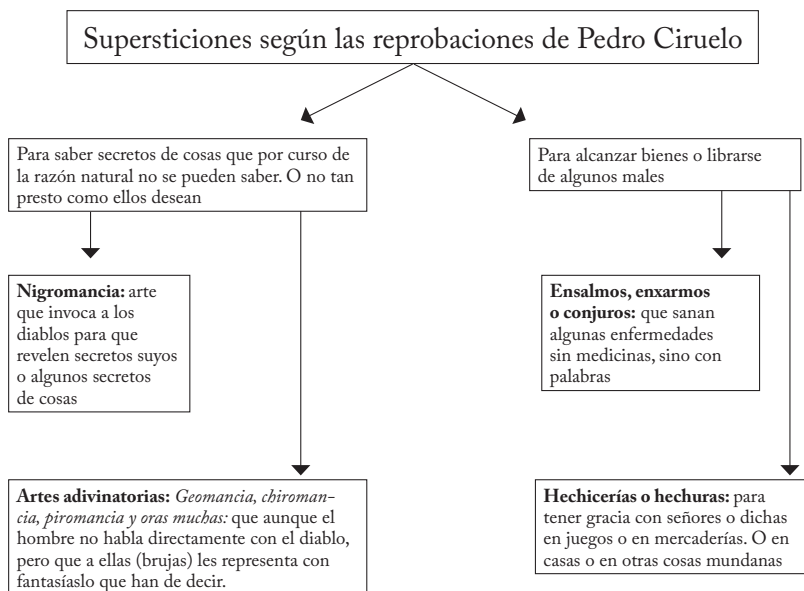 Supersticiones según las reprobaciones de Pedro Ciruelo
Para saber secretos de cosas que por curso de
la razón natural no se pueden saber. O no tan
presto como ellos desean
Para alcanzar bienes o librarse
de algunos males
Nigromancia: arte
que invoca a los
diablos para que
revelen secretos suyos
o algunos secretos
de cosas
Ensalmos, enxarmos
o conjuros: que sanan
algunas enfermedades
sin medicinas, sino con
palabras
Artes adivinatorias: Geomancia, chiroman-
cia, piromancia y oras muchas: que aunque el
hombre no habla directamente con el diablo,
pero que a ellas (brujas) les representa con
fantasíaslo que han de decir.
Hechicerías o hechuras: para
tener gracia con señores o dichas
en juegos o en mercaderías. O en
casas o en otras cosas mundanas